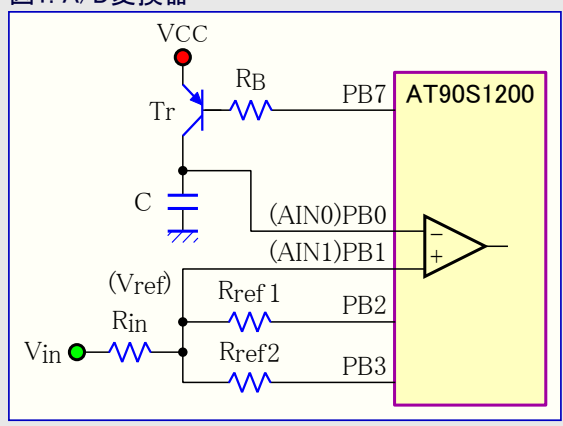 VCC
RB
PB7
AT90S1200
Tr
C
(AIN0)PB0
−
(AIN1)PB1
+
(Vref)
Rref1
PB2
Rin
Vin
Rref2
PB3